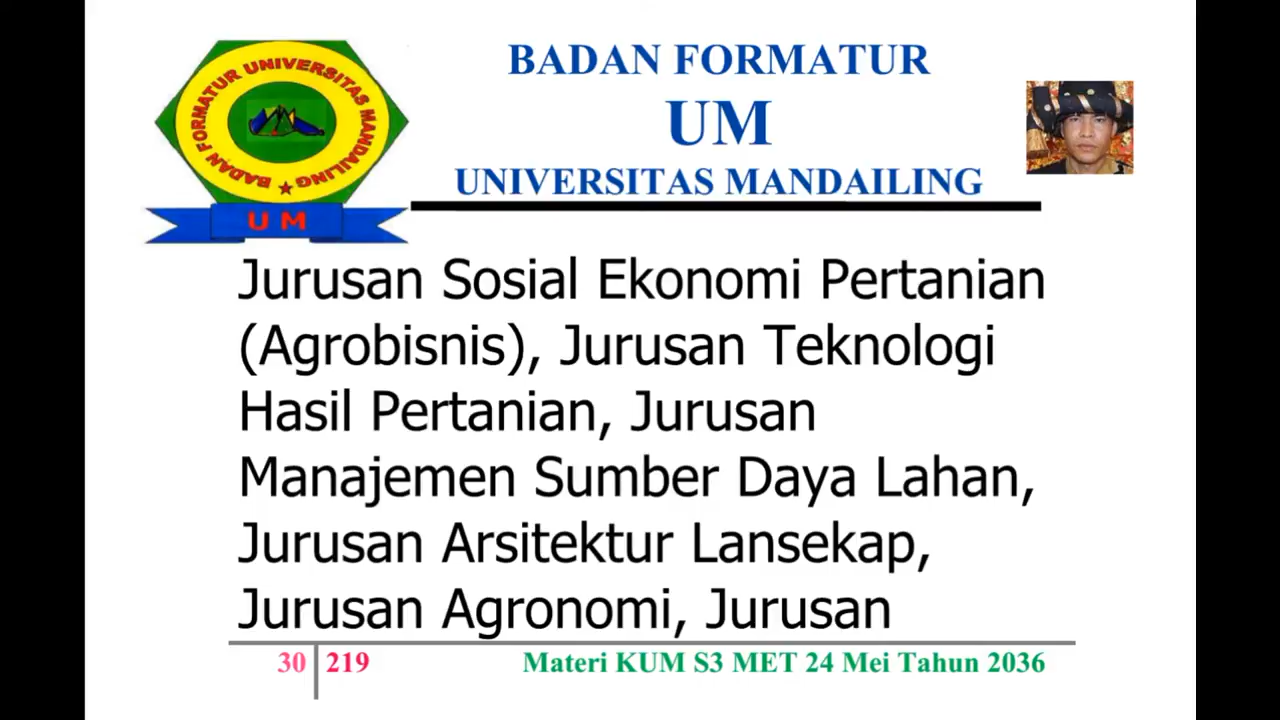 BADAN FORMATUR UNIVERSITAS MANDAILING
U M
BADAN FORMATUR
UM
UNIVERSITAS MANDAILING
Jurusan Sosial Ekonomi Pertanian
(Agrobisnis), Jurusan Teknologi
Hasil Pertanian, Jurusan
Manajemen Sumber Daya Lahan,
Jurusan Arsitektur Lansekap,
Jurusan Agronomi, Jurusan
30 219
Materi KUM S3 MET 24 Mei Tahun 2036